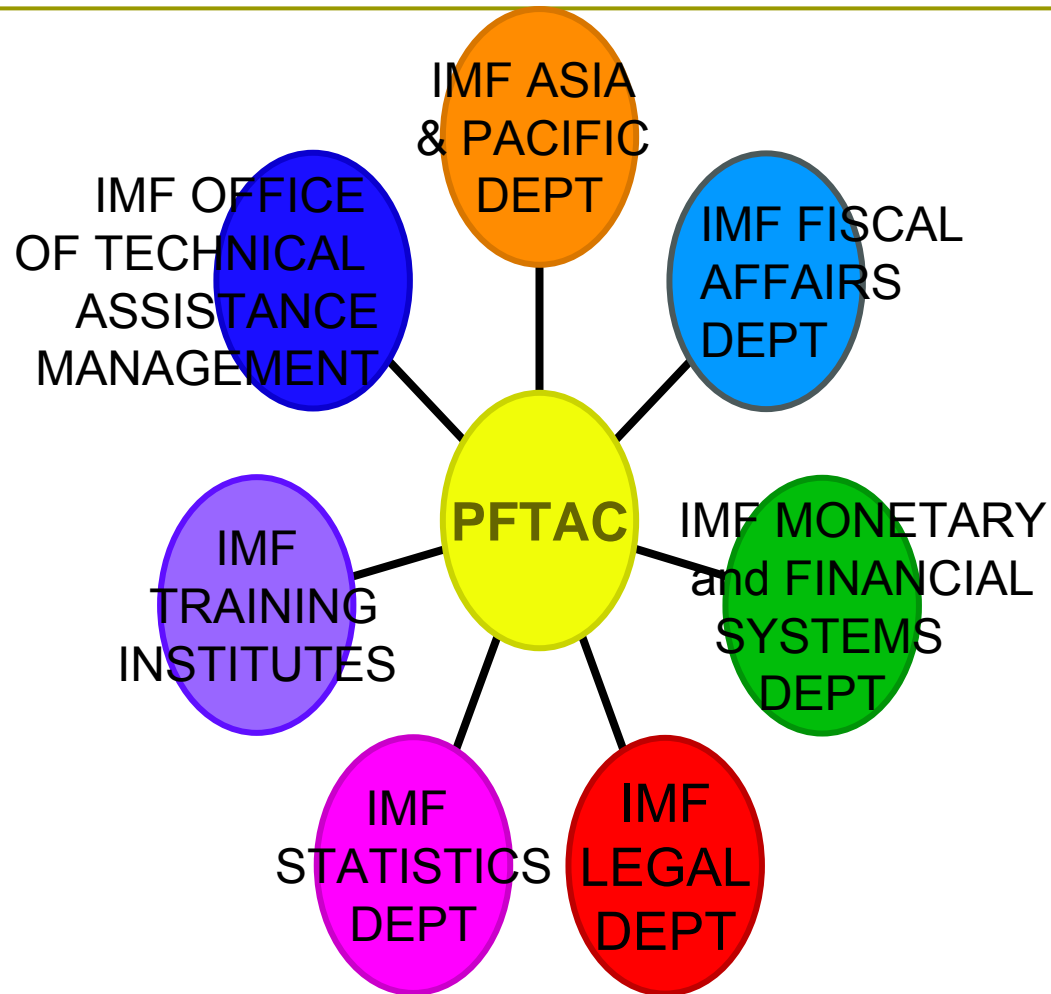 IMF ASIA
& PACIFIC
DEPT
IMF OFFICE
OF TECHNICAL
ASSISTANCE
MANAGEMENT
IMF FISCAL
AFFAIRS
DEPT
PFTAC
IMF MONETARY
and FINANCIAL
SYSTEMS
DEPT
IMF
TRAINING
INSTITUTES
IMF
STATISTICS
DEPT
IMF
LEGAL
DEPT